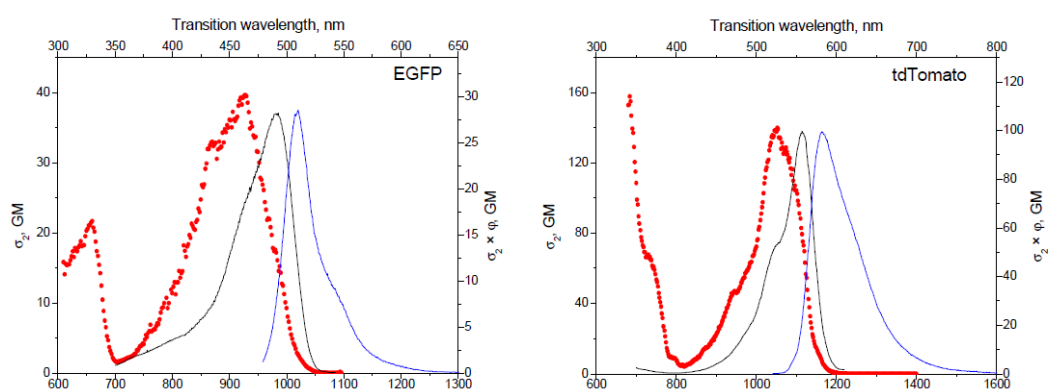 Transition wavelength, nm
300 350 400 450 500 550 600 650
EGFP
40
30
20
10
0
σ₂, GM
30
25
20
15
10
5
0
σ₂ × φ, GM
600 700 800 900 1000 1100 1200 1300
Transition wavelength, nm
300 400 500 600 700 800
tdTomato
160
120
80
40
0
σ₂, GM
120
100
80
60
40
20
0
σ₂ × φ, GM
600 800 1000 1200 1400 1600